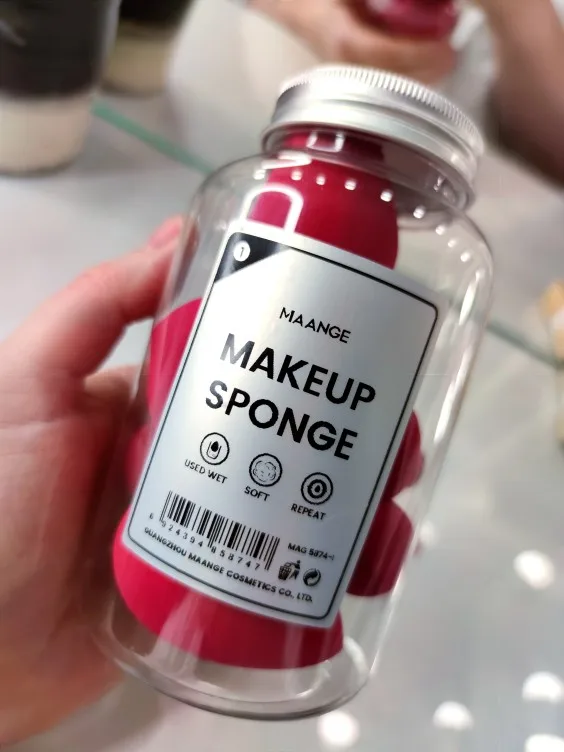 1
MAANGE
MAKEUP
SPONGE
USED WET SOFT REPEAT
MAG 5874-1
6 924394 858747
GUANGZHOU MAANGE COSMETICS CO., LTD.